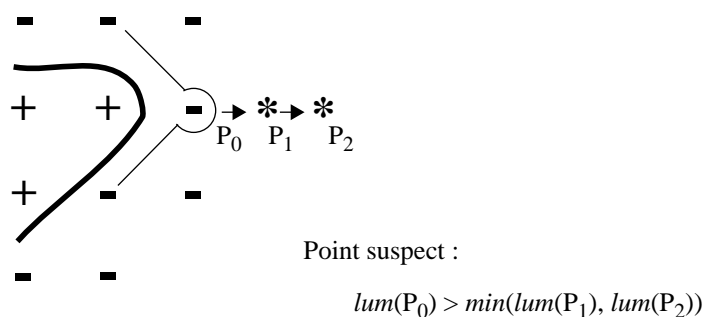 - - -
+ + - * *
P0 P1 P2
+ - -
Point suspect :
- -
lum(P0) > min(lum(P1), lum(P2))